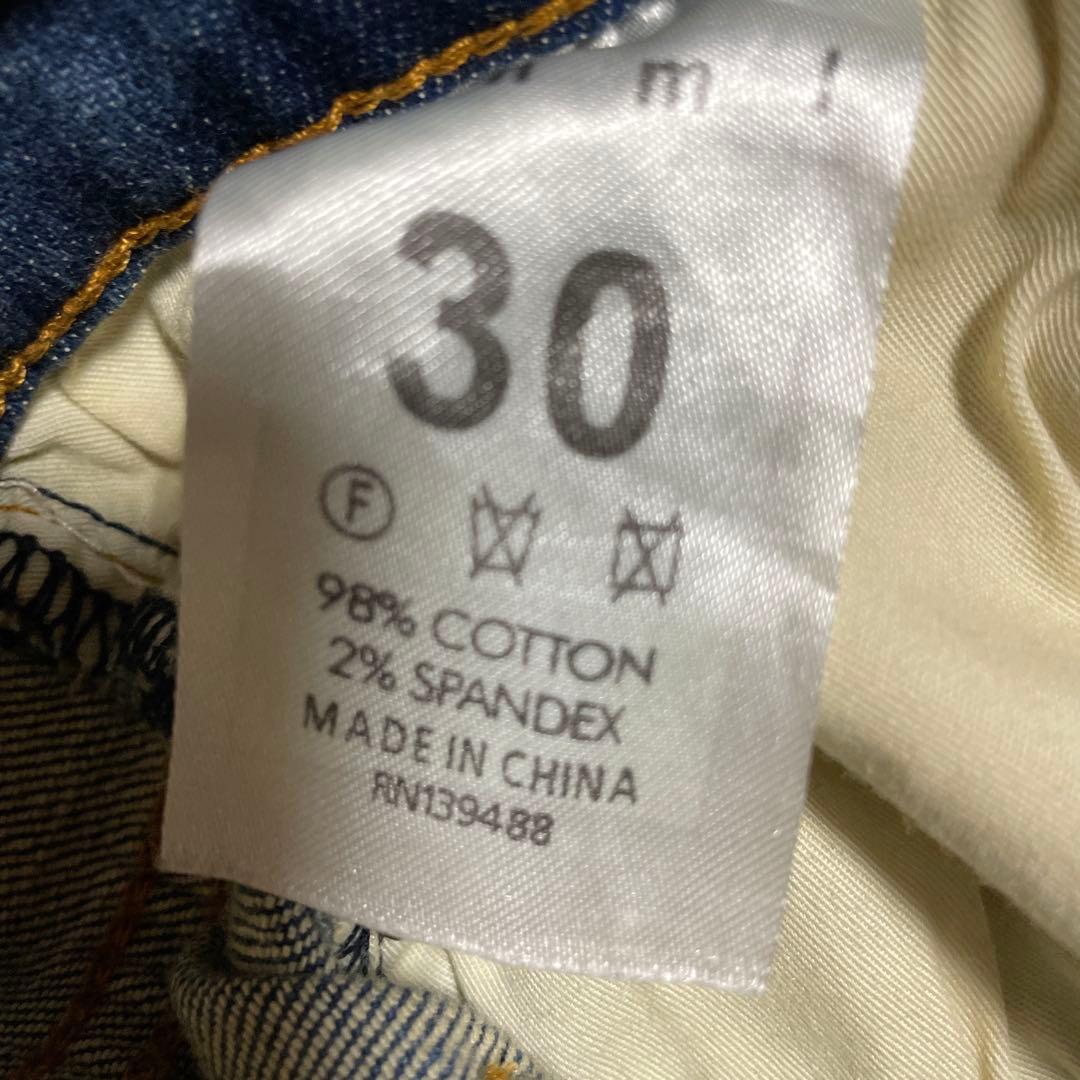 m !
30
F
98% COTTON
2% SPANDEX
MADE IN CHINA
RN139488